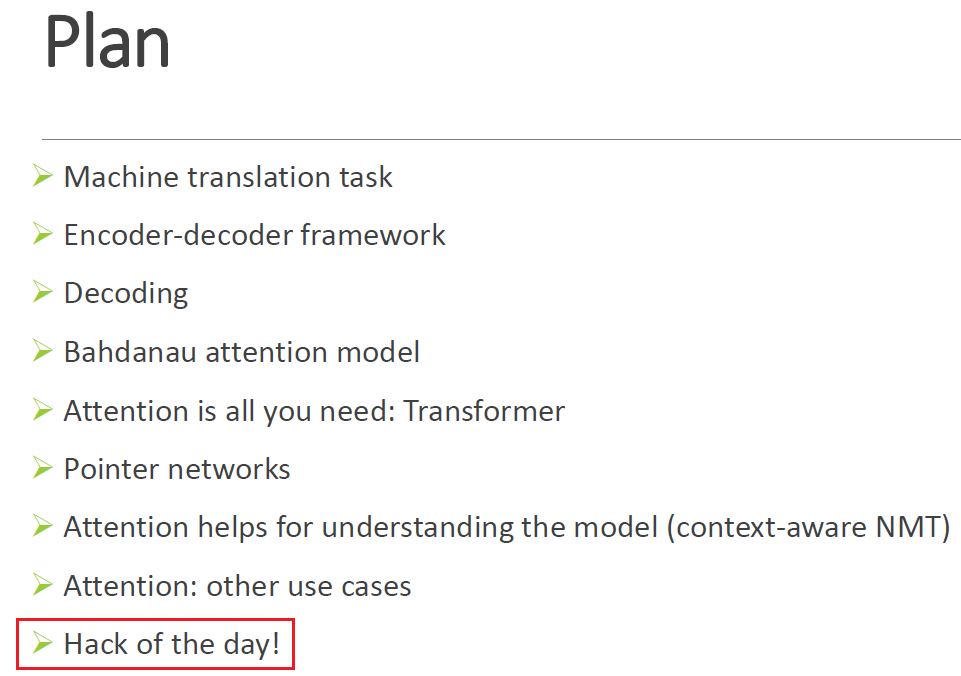 Plan
Machine translation task
Encoder-decoder framework
Decoding
Bahdanau attention model
Attention is all you need: Transformer
Pointer networks
Attention helps for understanding the model (context-aware NMT)
Attention: other use cases
Hack of the day!